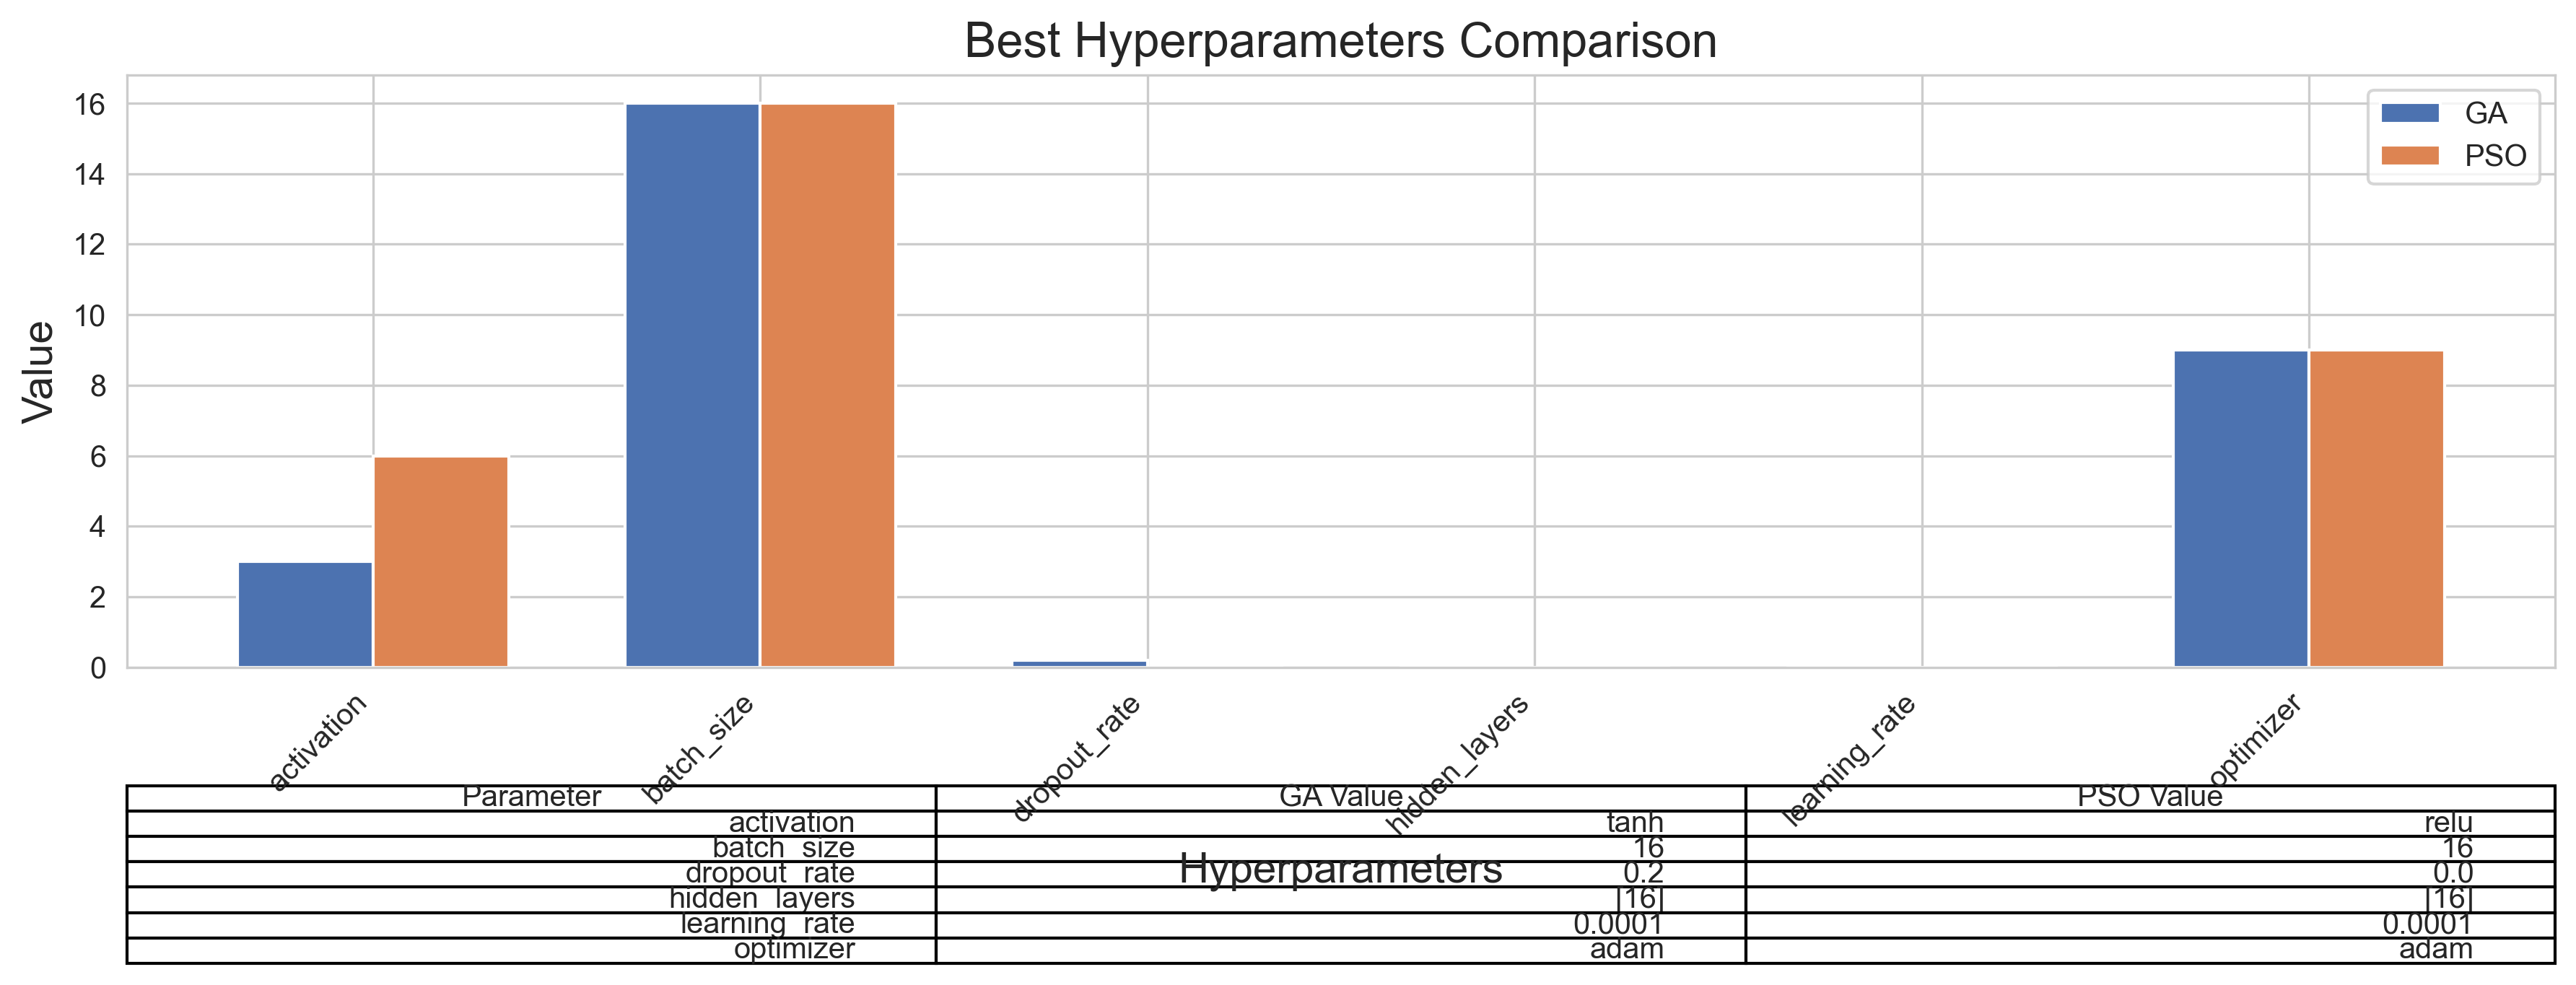 Best Hyperparameters Comparison
Value
16
14
12
10
8
6
4
2
0
GA
PSO
activation
batch_size
dropout_rate
hidden_layers
learning_rate
optimizer
Hyperparameters
Parameter GA Value PSO Value
activation tanh relu
batch_size 16 16
dropout_rate 0.2 0.0
hidden_layers [16] [16]
learning_rate 0.0001 0.0001
optimizer adam adam